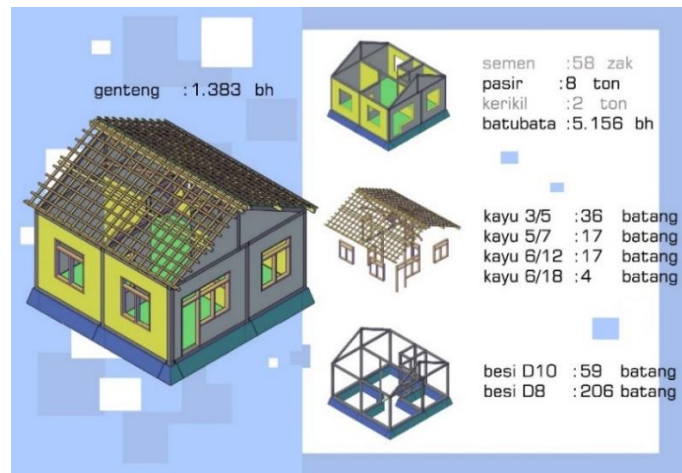 genteng :1.383 bh
semen :58 zak
pasir :8 ton
kerikil :2 ton
batubata :5.156 bh
kayu 3/5 :36 batang
kayu 5/7 :17 batang
kayu 6/12 :17 batang
kayu 6/18 :4 batang
besi D10 :59 batang
besi D8 :206 batang